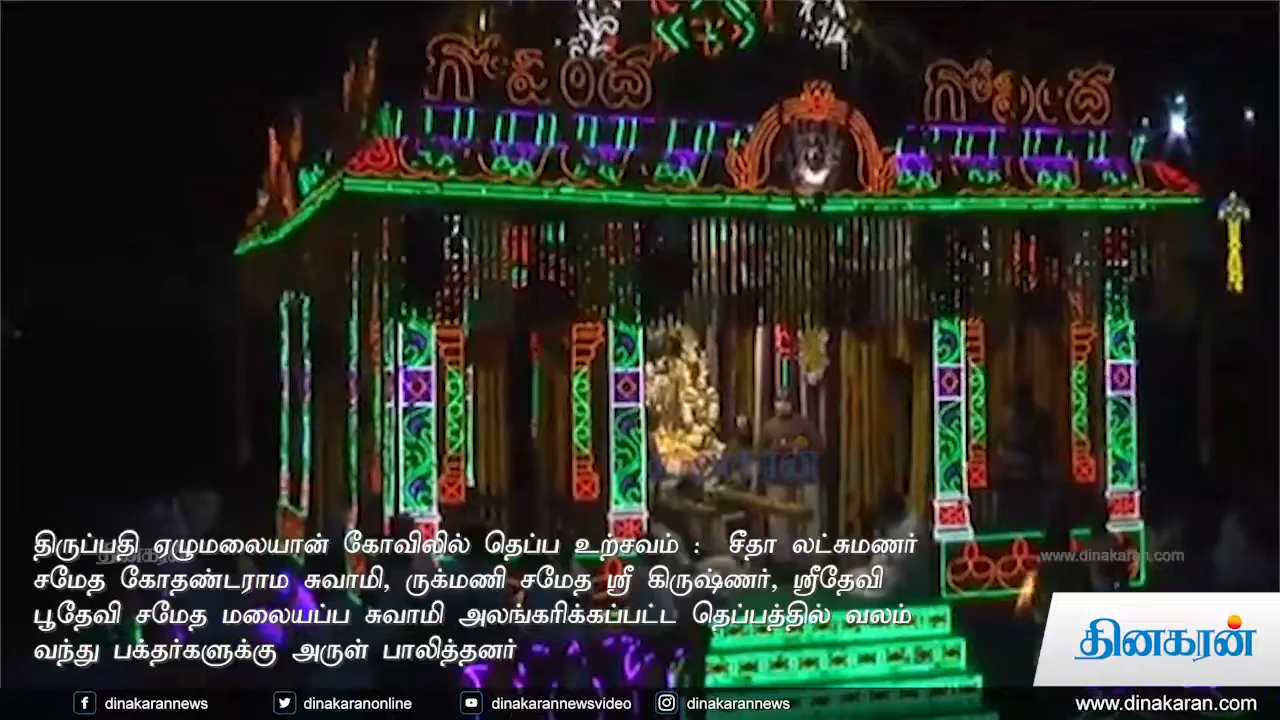 திருப்பதி ஏழுமலையான் கோவிலில் தெப்ப உற்சவம் : சீதா லட்சுமணர்
சமேத கோதண்டராம சுவாமி, ருக்மணி சமேத ஸ்ரீ கிருஷ்ணர், ஸ்ரீதேவி
பூதேவி சமேத மலையப்ப சுவாமி அலங்கரிக்கப்பட்ட தெப்பத்தில் வலம்
வந்து பக்தர்களுக்கு அருள் பாலித்தனர்
www.dinakaran.com
தினகரன்
dinakarannews
dinakaranonline
dinakarannewsvideo
dinakarannews
www.dinakaran.com